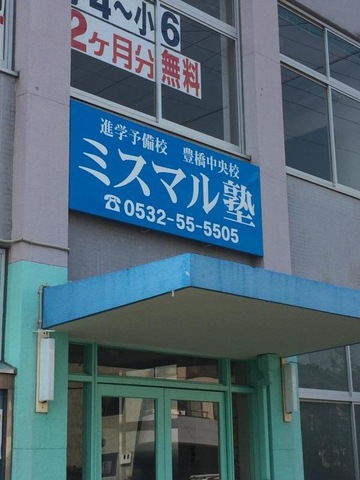 4～小6
2ヶ月分無料
進学予備校 豊橋中央校
ミスマル塾
☎0532-55-5505